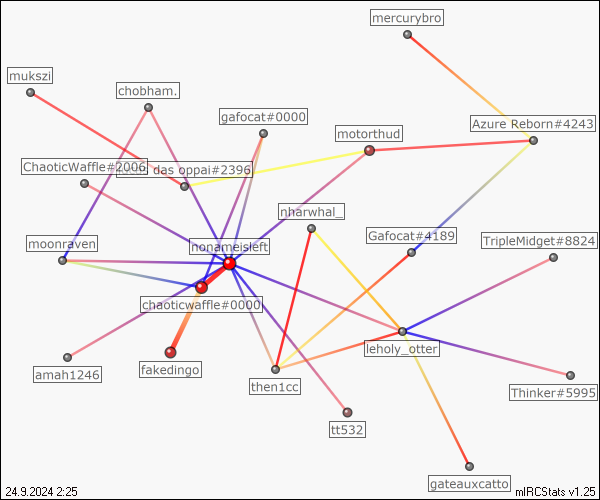 mercurybro
mukszi
chobham.
gafocat#0000
Azure Reborn#4243
motorthud
ChaoticWaffle#2006
das oppai#2396
nharwhal_
Gafocat#4189
TripleMidget#8824
moonraven
nonameisleft
chaoticwaffle#0000
leholy_otter
fakedingo
amah1246
then1cc
Thinker#5995
tt532
gateauxcatto
24.9.2024 2:25
mIRCStats v1.25